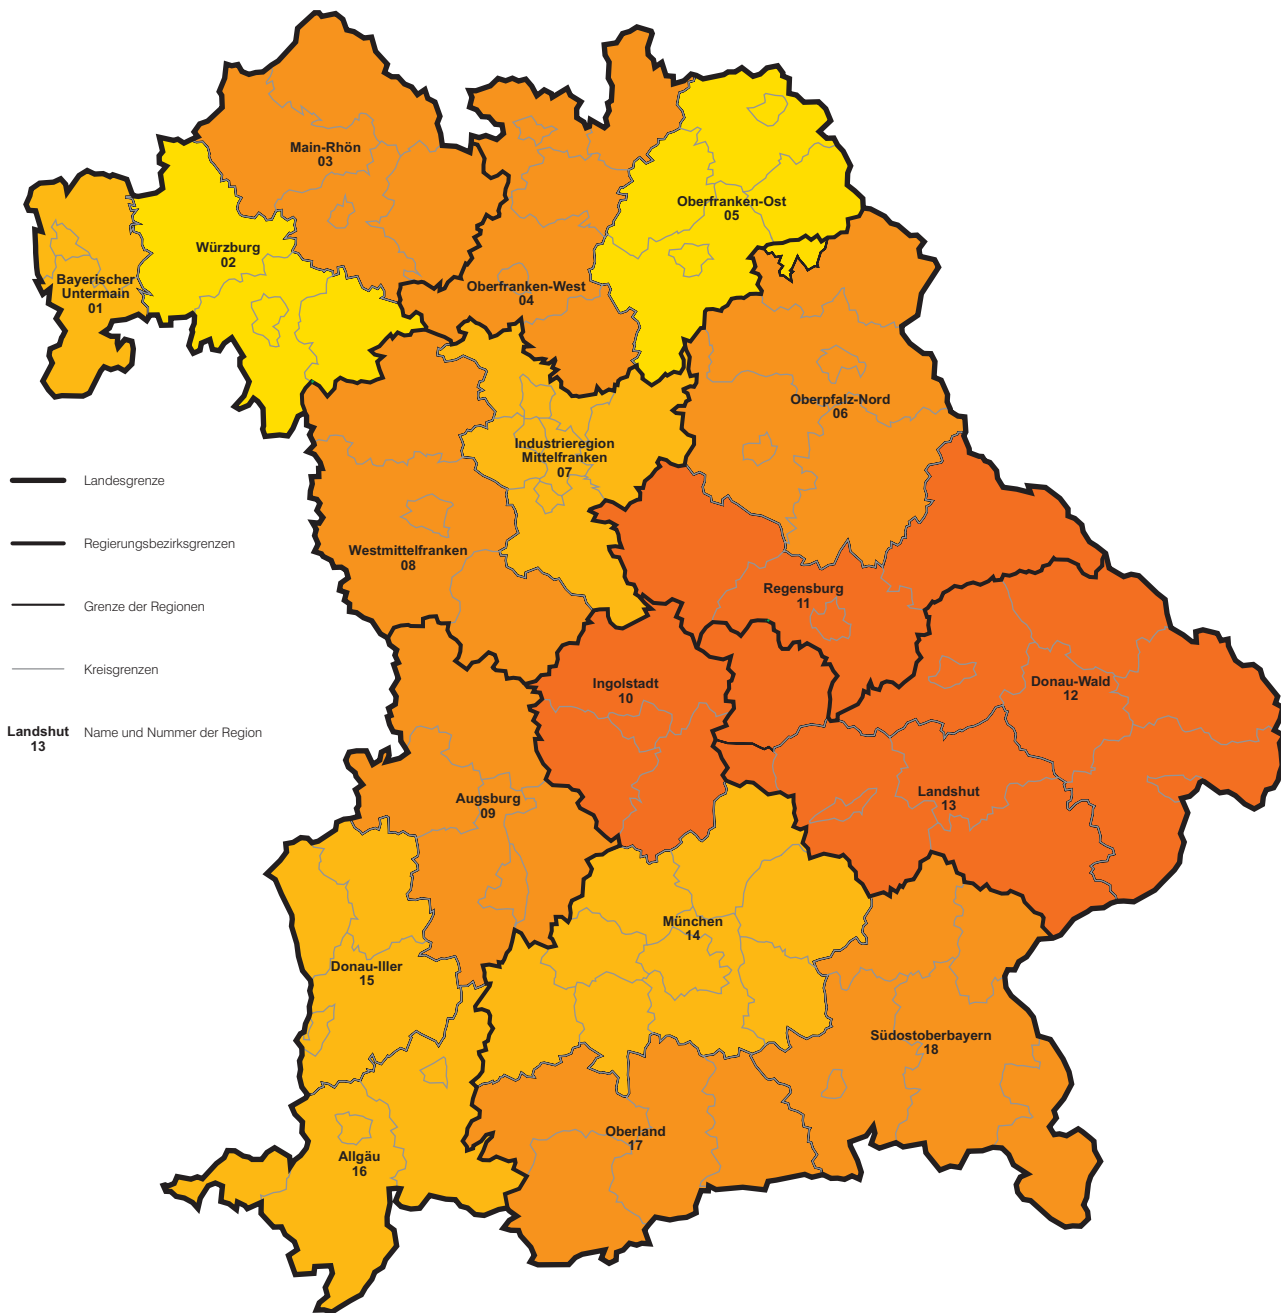 Main-Rhön
03
Oberfranken-Ost
05
Würzburg
02
Bayerischer
Untermain
01
Oberfranken-West
04
Oberpfalz-Nord
06
Industrieregion
Mittelfranken
07
Landesgrenze
Regierungsbezirksgrenzen
Westmittelfranken
08
Regensburg
11
Grenze der Regionen
Kreisgrenzen
Ingolstadt
10
Donau-Wald
12
Landshut
13
Name und Nummer der Region
Augsburg
09
Landshut
13
München
14
Donau-Iller
15
Südostoberbayern
18
Oberland
17
Allgäu
16